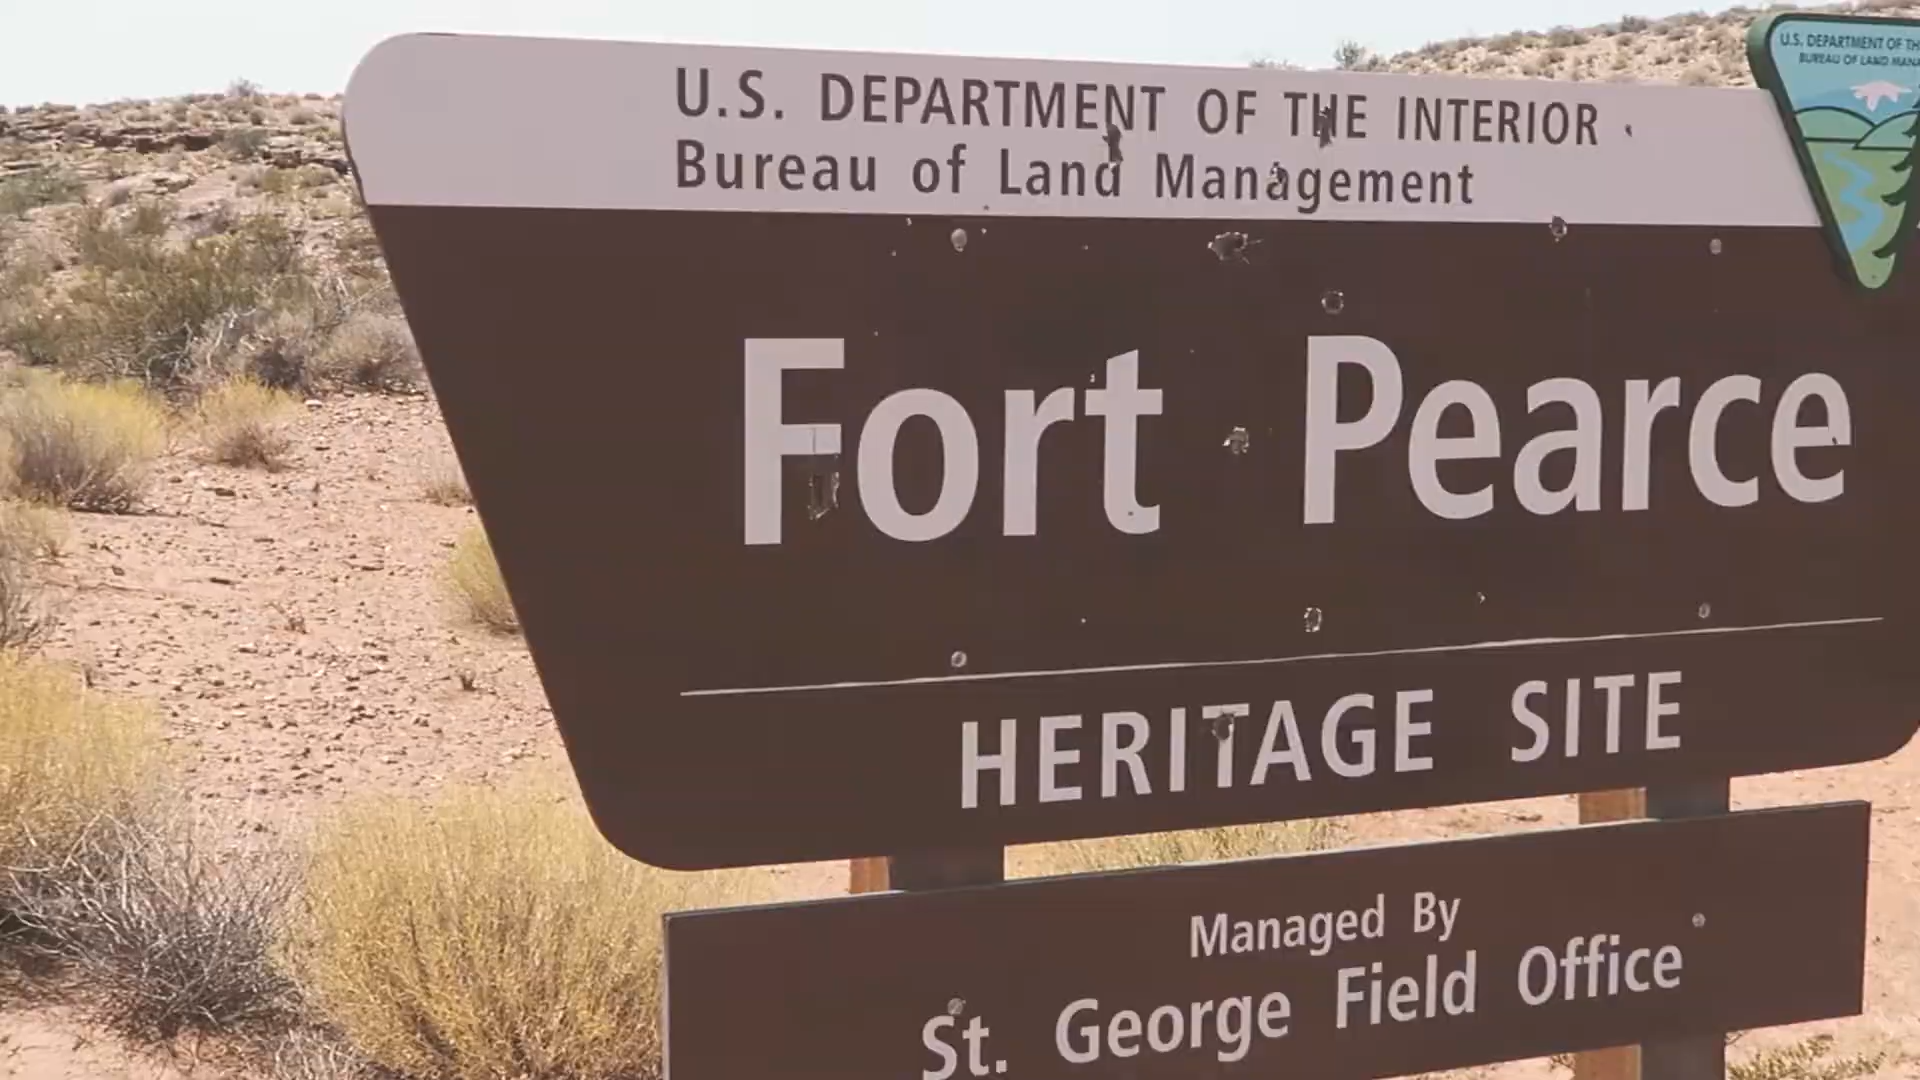 U.S. DEPARTMENT OF THE INTERIOR
Bureau of Land Management
U.S. DEPARTMENT OF THE
BUREAU OF LAND
Fort Pearce
HERITAGE SITE
Managed By
St. George Field Office